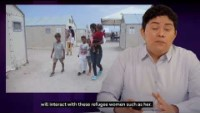 will interact with these refugee women such as her